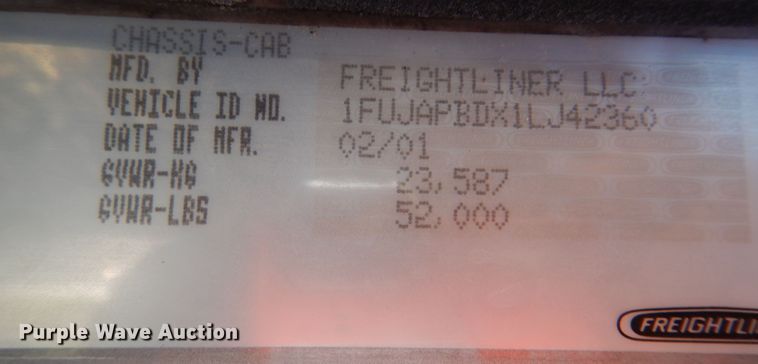 CHASSIS-CAB
MFD. BY FREIGHTLINER LLC
VEHICLE ID NO. 1FUJAPBDX1LJ42360
DATE OF MFR. 02/01
GVWR-KG 23,587
GVWR-LBS 52,000
FREIGHTLI
Purple Wave Auction